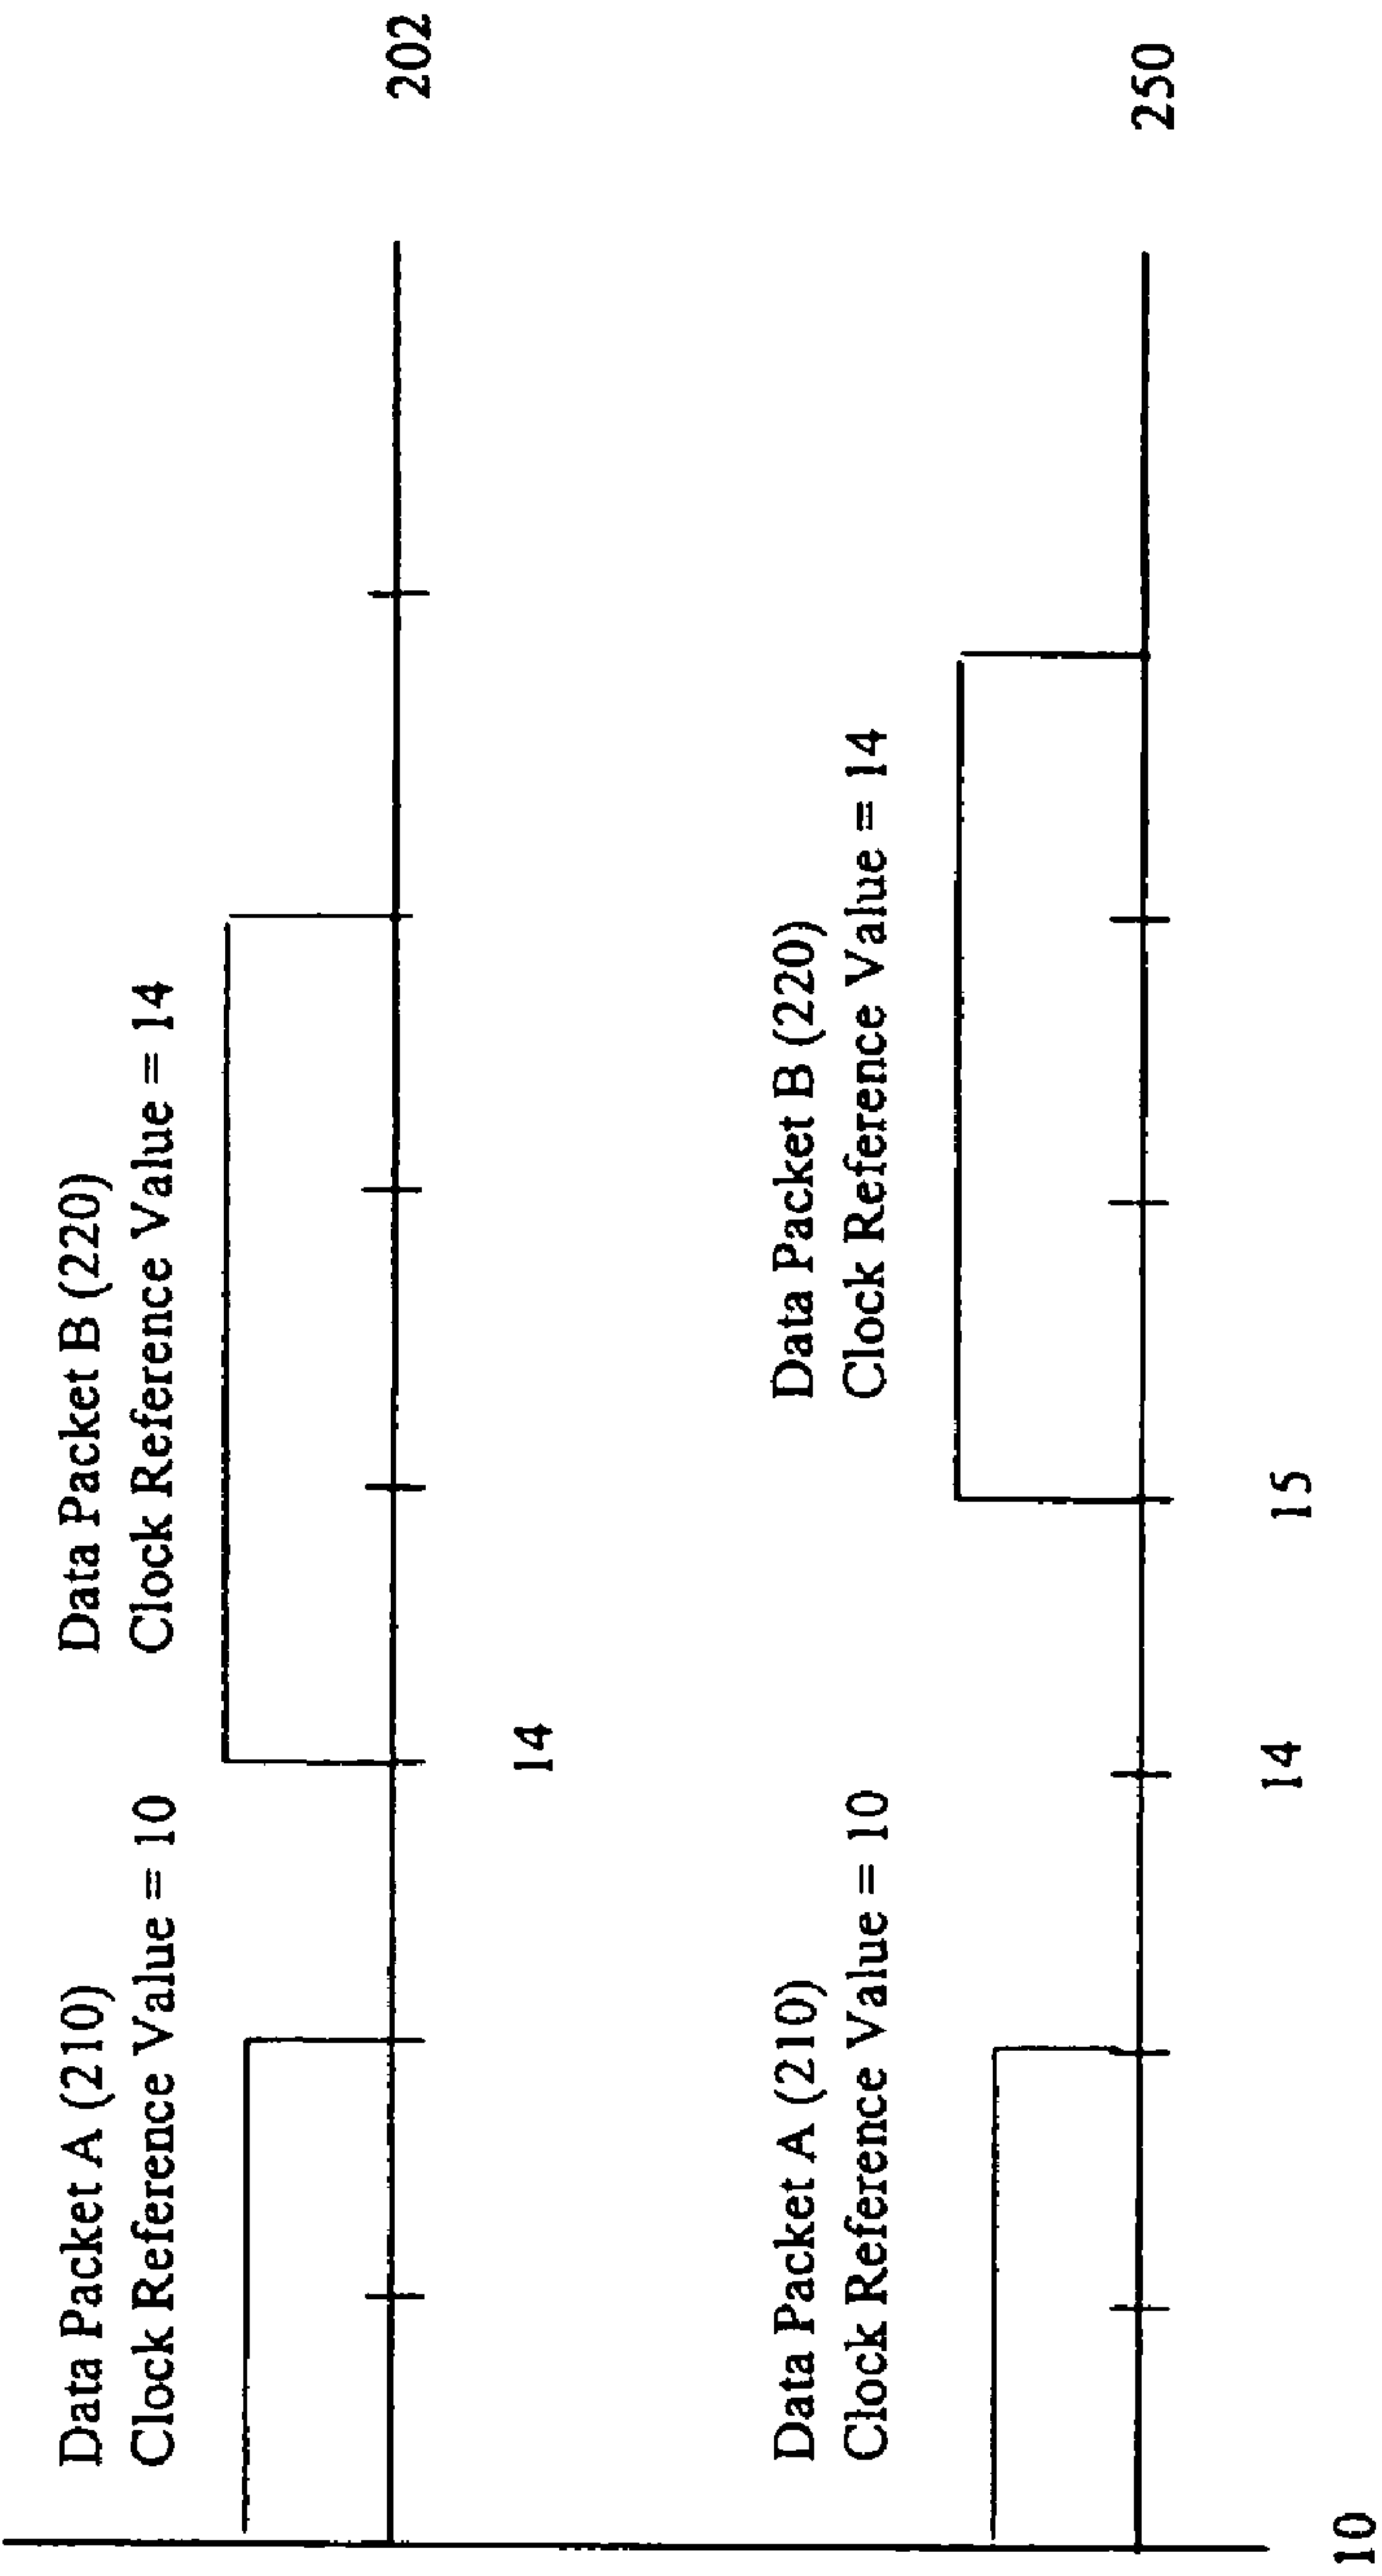 Data Packet A (210)
Clock Reference Value = 10
Data Packet B (220)
Clock Reference Value = 14
202
14
Data Packet A (210)
Clock Reference Value = 10
Data Packet B (220)
Clock Reference Value = 14
250
10
14
15